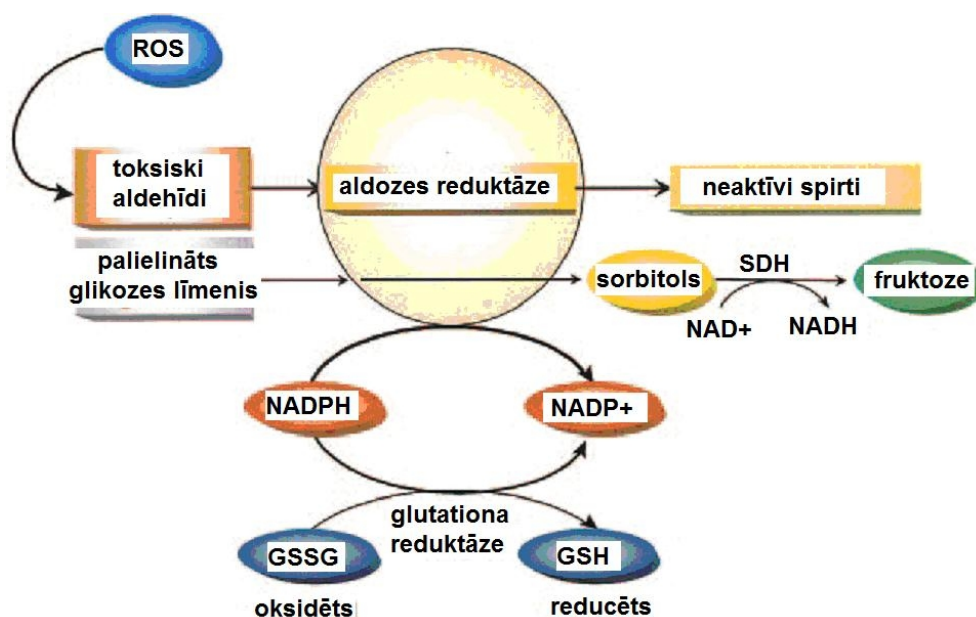 ROS
toksiski
aldehīdi
aldozes reduktāze
neaktīvi spirti
palielināts
glikozes līmenis
sorbitols
SDH
fruktoze
NAD+
NADH
NADPH
NADP+
glutationa
reduktāze
GSSG
GSH
oksidēts
reducēts